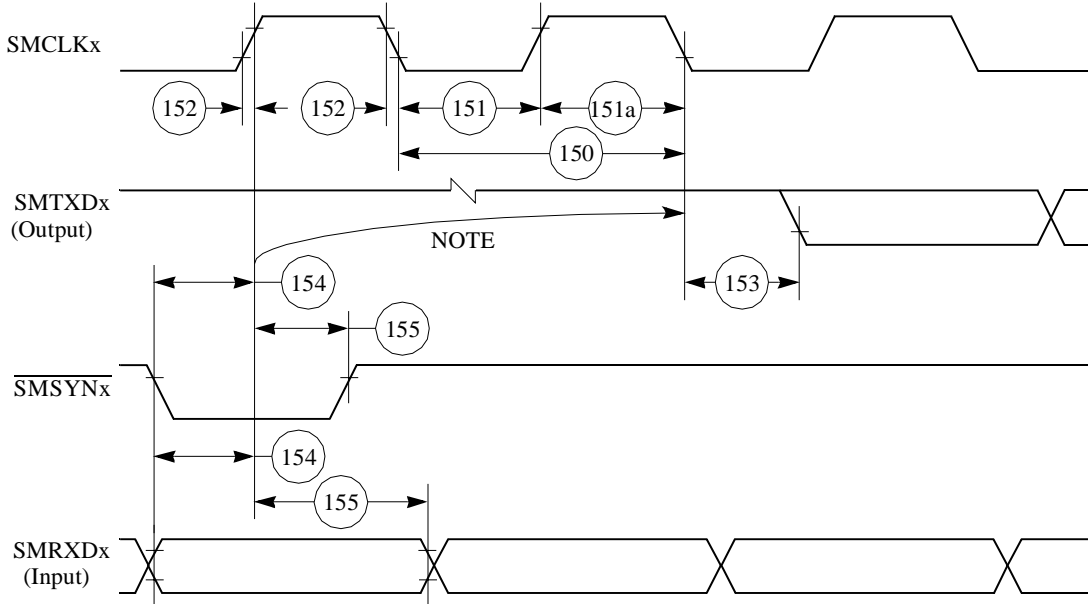 SMCLKx
152
152
151
151a
150
SMTXDx
(Output)
NOTE
154
153
155
SMSYNx
154
155
SMRXDx
(Input)